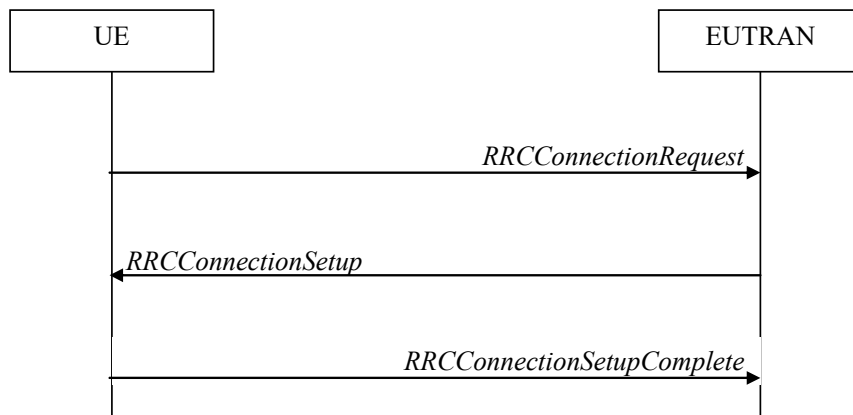 UE
EUTRAN
RRCConnectionRequest
RRCConnectionSetup
RRCConnectionSetupComplete